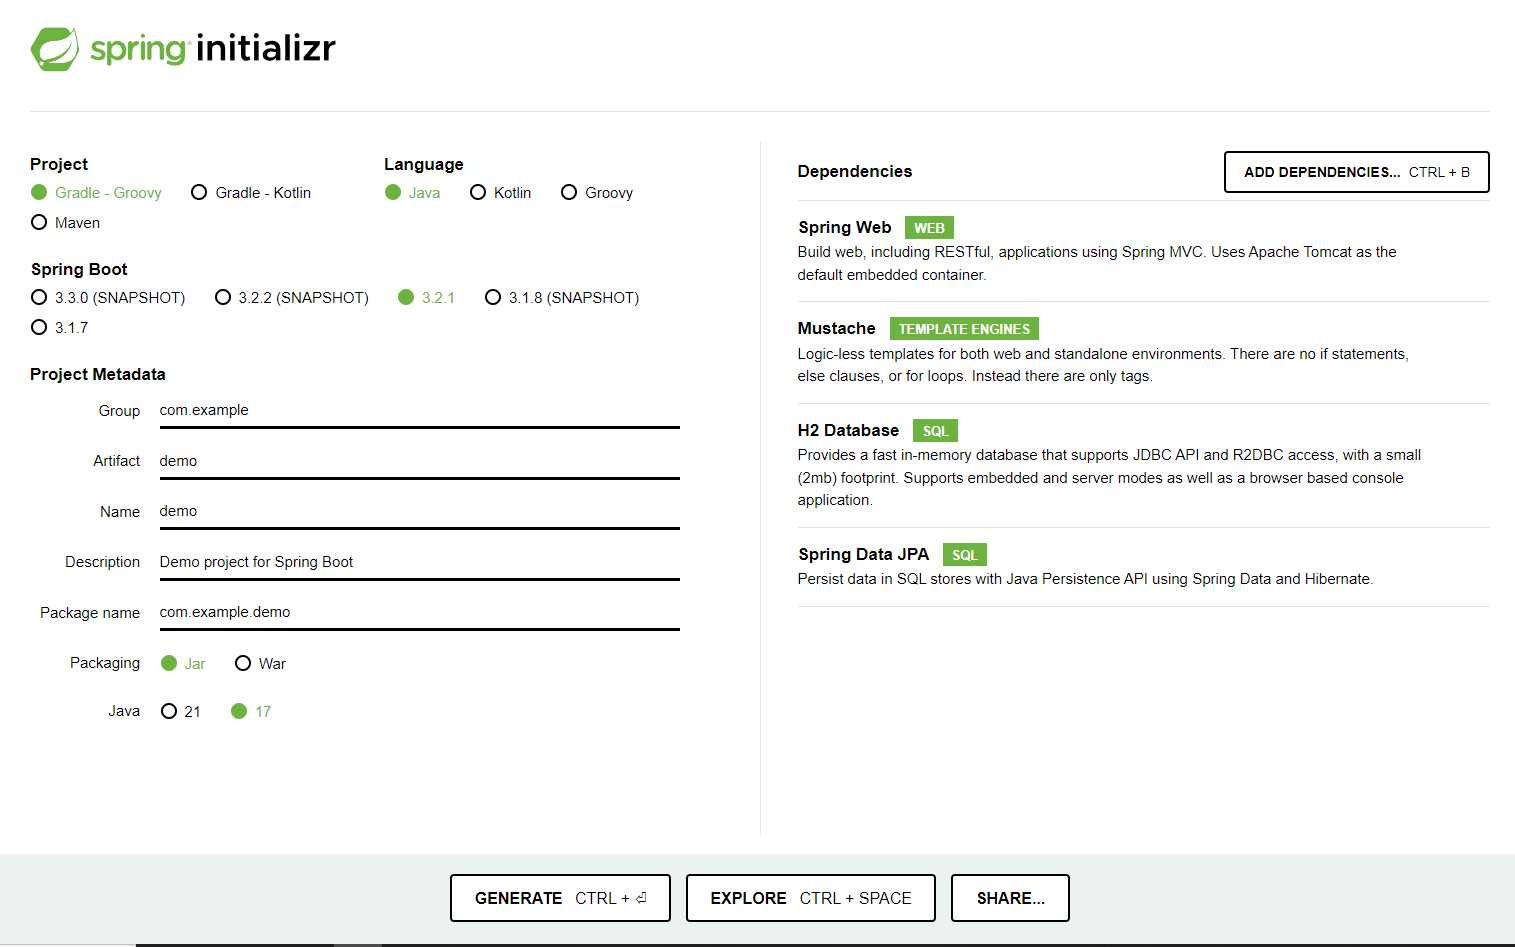 spring initializr
Project
Gradle - Groovy Gradle - Kotlin
Maven
Language
Java Kotlin Groovy
Spring Boot
3.3.0 (SNAPSHOT) 3.2.2 (SNAPSHOT) 3.2.1 3.1.8 (SNAPSHOT)
3.1.7
Project Metadata
Group com.example
Artifact demo
Name demo
Description Demo project for Spring Boot
Package name com.example.demo
Packaging Jar War
Java 21 17
Dependencies ADD DEPENDENCIES... CTRL + B
Spring Web WEB
Build web, including RESTful, applications using Spring MVC. Uses Apache Tomcat as the
default embedded container.
Mustache TEMPLATE ENGINES
Logic-less templates for both web and standalone environments. There are no if statements,
else clauses, or for loops. Instead there are only tags.
H2 Database SQL
Provides a fast in-memory database that supports JDBC API and R2DBC access, with a small
(2mb) footprint. Supports embedded and server modes as well as a browser based console
application.
Spring Data JPA SQL
Persist data in SQL stores with Java Persistence API using Spring Data and Hibernate.
GENERATE CTRL + ⏎ EXPLORE CTRL + SPACE SHARE...